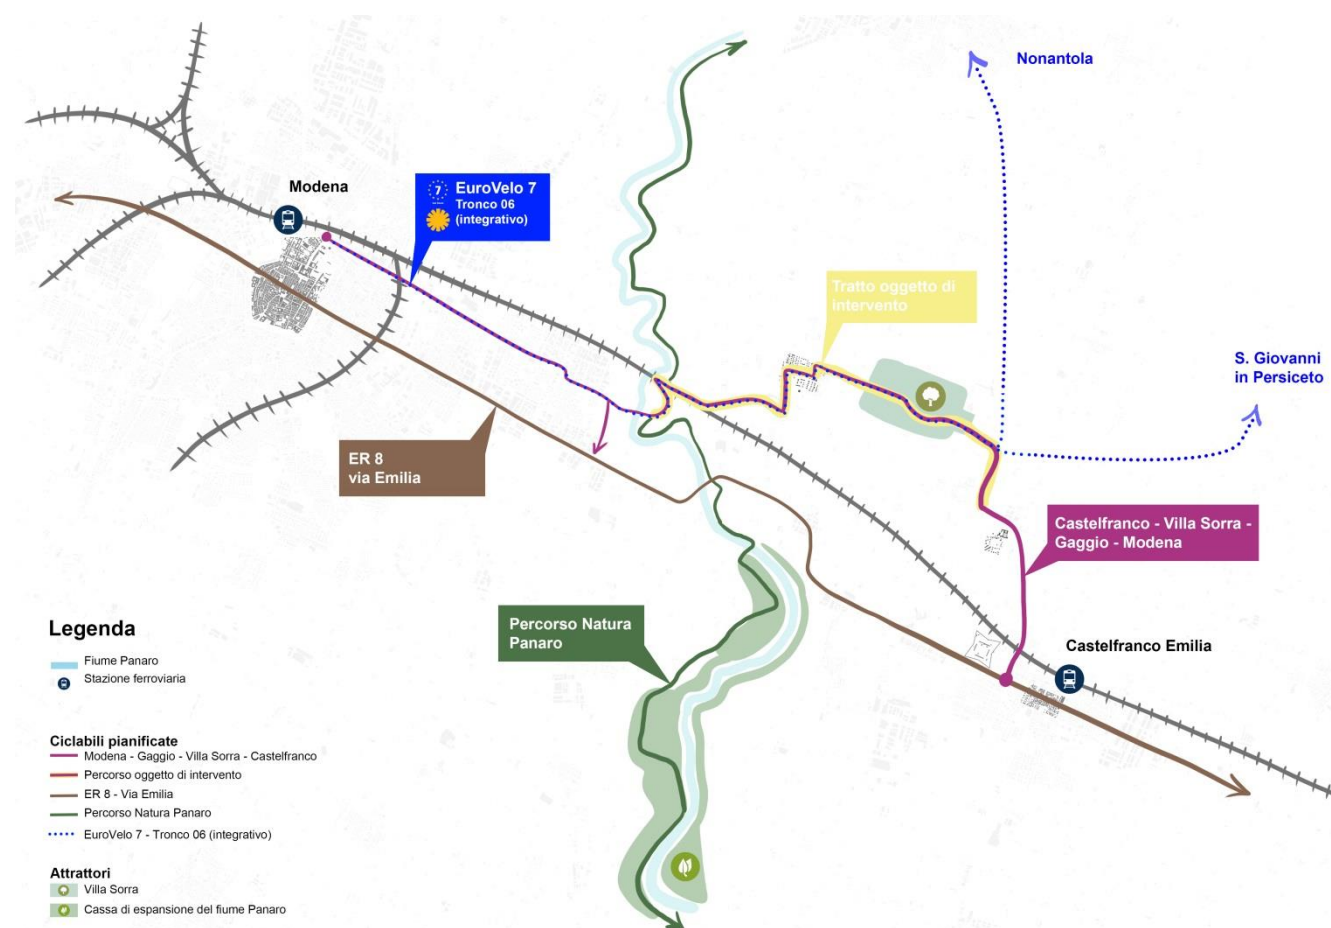 Nonantola
Modena
7
EuroVelo 7
Tronco 06
(integrativo)
Tratto oggetto di
intervento
S. Giovanni
in Persiceto
ER 8
via Emilia
Castelfranco - Villa Sorra -
Gaggio - Modena
Percorso Natura
Panaro
Castelfranco Emilia
Legenda
Fiume Panaro
Stazione ferroviaria
Ciclabili pianificate
Modena - Gaggio - Villa Sorra - Castelfranco
Percorso oggetto di intervento
ER 8 - Via Emilia
Percorso Natura Panaro
EuroVelo 7 - Tronco 06 (integrativo)
Attrattori
Villa Sorra
Cassa di espansione del fiume Panaro